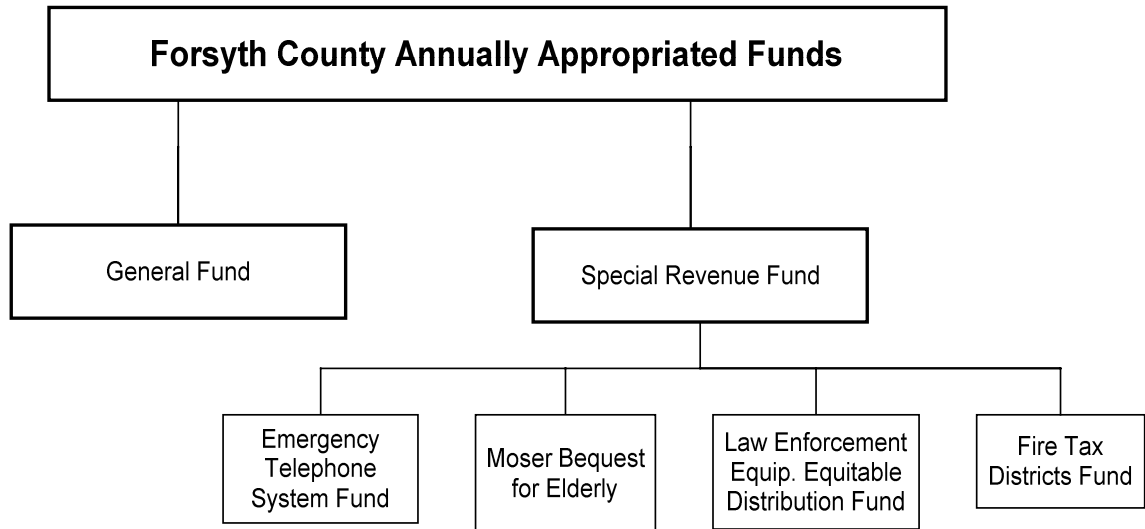 Forsyth County Annually Appropriated Funds
General Fund
Special Revenue Fund
Emergency
Telephone
System Fund
Moser Bequest
for Elderly
Law Enforcement
Equip. Equitable
Distribution Fund
Fire Tax
Districts Fund